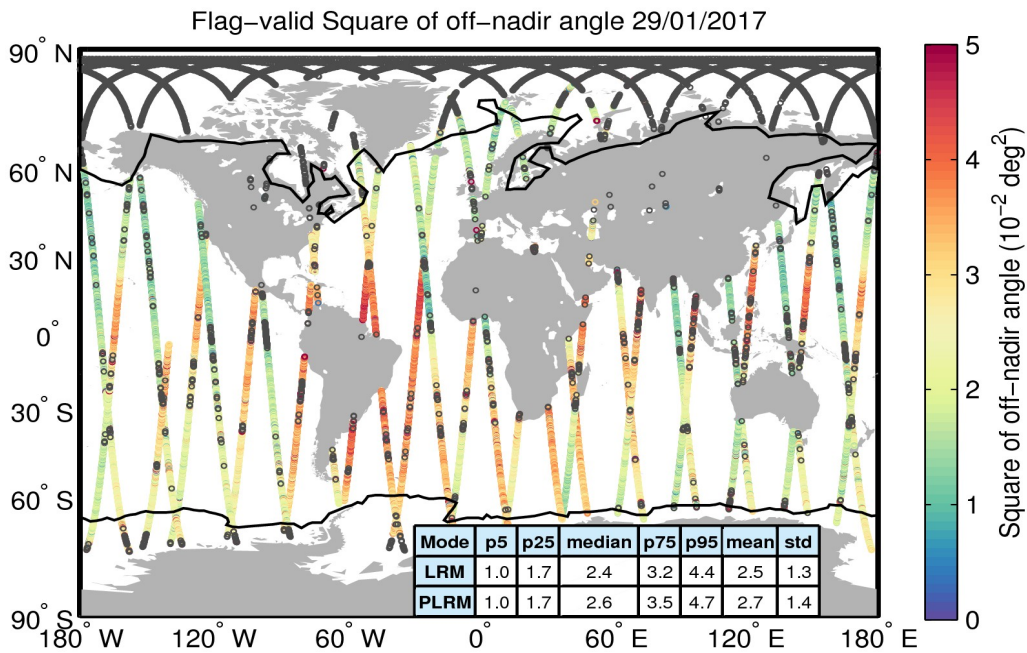 Flag−valid Square of off−nadir angle 29/01/2017
90° N
60° N
30° N
0°
30° S
60° S
90° S
180° W
120° W
60° W
0°
60° E
120° E
180° E
Mode p5 p25 median p75 p95 mean std
LRM 1.0 1.7 2.4 3.2 4.4 2.5 1.3
PLRM 1.0 1.7 2.6 3.5 4.7 2.7 1.4
5
4
3
2
1
0
Square of off−nadir angle (10⁻² deg²)